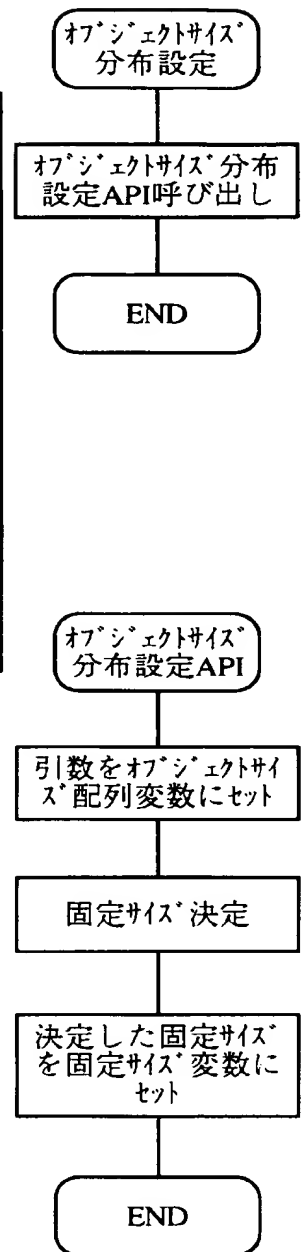 ｵﾌﾞｼﾞｪｸﾄｻｲｽﾞ
分布設定
ｵﾌﾞｼﾞｪｸﾄｻｲｽﾞ分布
設定API呼び出し
END
ｵﾌﾞｼﾞｪｸﾄｻｲｽﾞ
分布設定API
引数をｵﾌﾞｼﾞｪｸﾄｻｲ
ｽﾞ配列変数にｾｯﾄ
固定ｻｲｽﾞ決定
決定した固定ｻｲｽﾞ
を固定ｻｲｽﾞ変数に
ｾｯﾄ
END